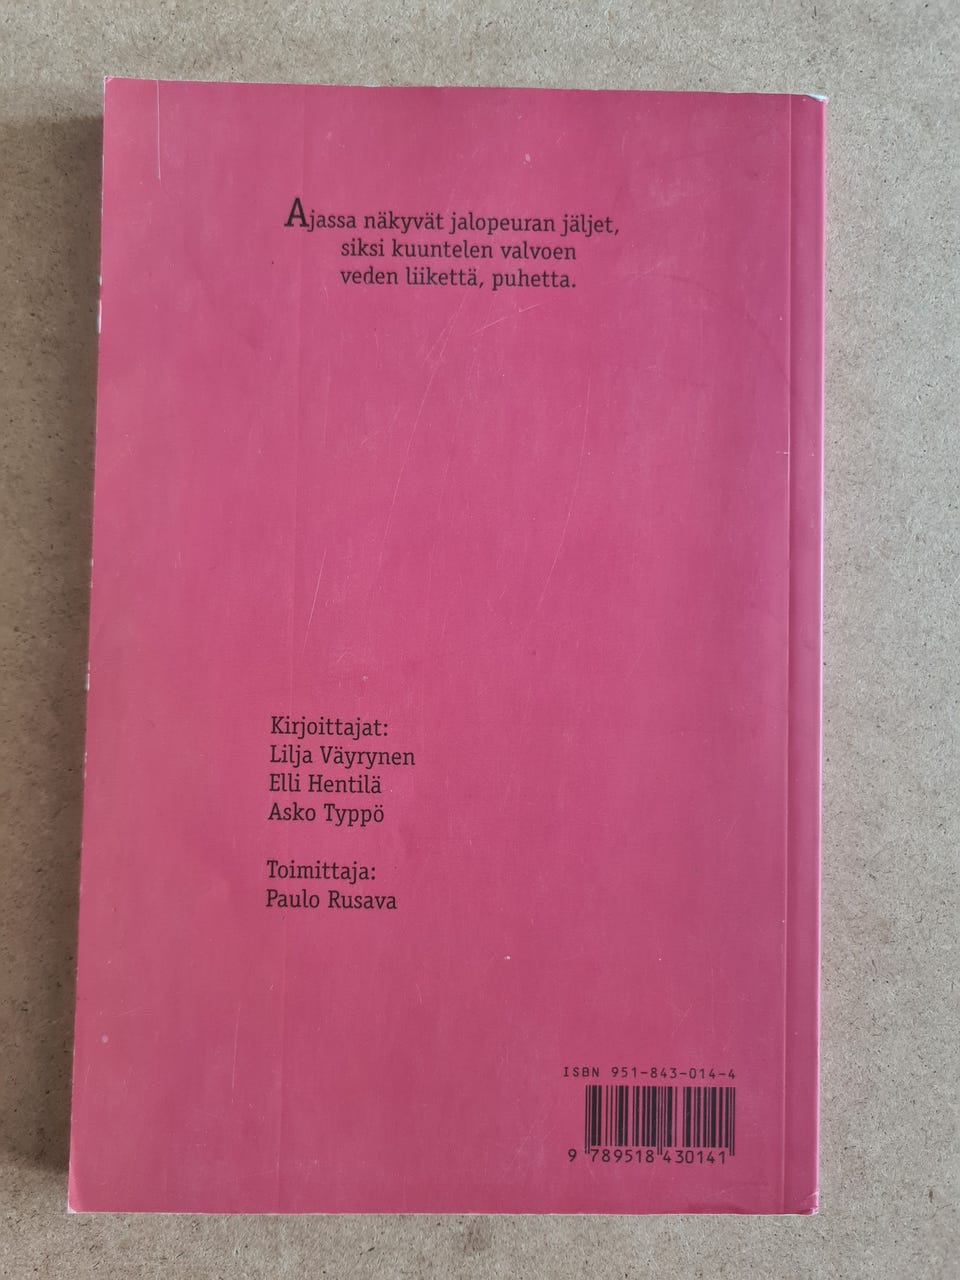 Ajassa näkyvät jalopeuran jäljet,
siksi kuuntelen valvoen
veden liikettä, puhetta.
Kirjoittajat:
Lilja Väyrynen
Elli Hentilä
Asko Typpö
Toimittaja:
Paulo Rusava
ISBN 951-843-014-4
9 789518 430141